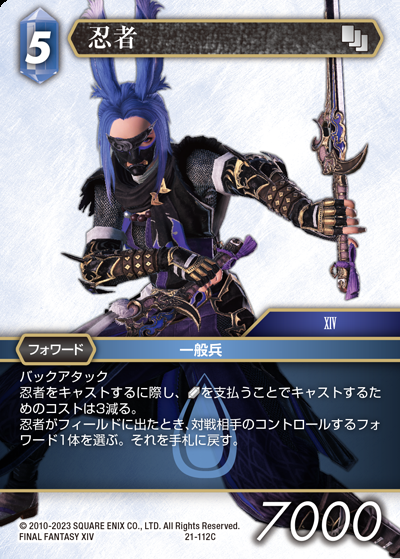 5
忍者
XIV
フォワード
一般兵
バックアタック
忍者をキャストするに際し、を支払うことでキャストするた
めのコストは3減る。
忍者がフィールドに出たとき、対戦相手のコントロールするフォ
ワード1体を選ぶ。それを手札に戻す。
© 2010-2023 SQUARE ENIX CO., LTD. All Rights Reserved.
FINAL FANTASY XIV
21-112C
7000